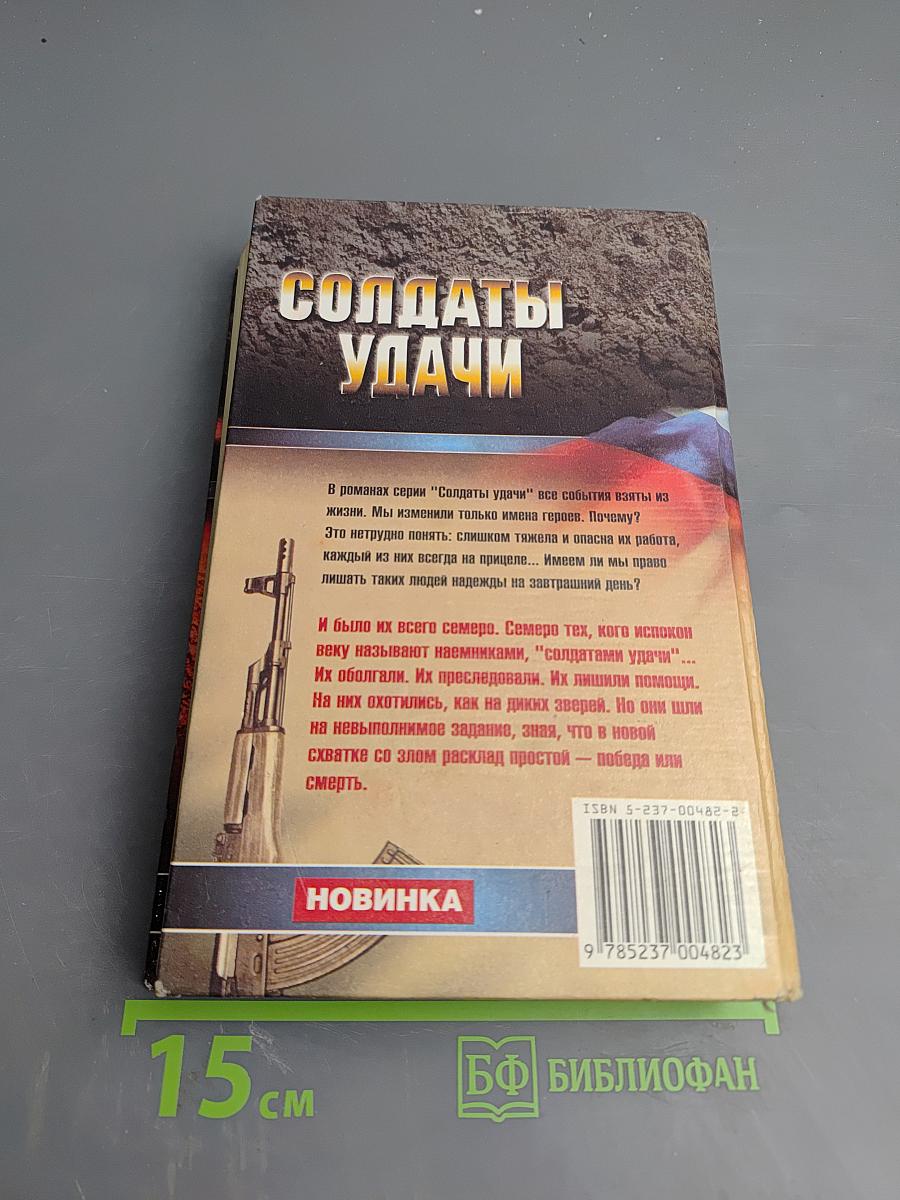 СОЛДАТЫ
УДАЧИ
В романах серии "Солдаты удачи" все события взяты из
жизни. Мы изменили только имена героев. Почему?
Это нетрудно понять: слишком тяжела и опасна их работа,
каждый из них всегда на прицеле... Имеем ли мы право
лишать таких людей надежды на завтрашний день?
И было их всего семеро. Семеро тех, кого испокон
веку называют наемниками, "солдатами удачи"...
Их оболгали. Их преследовали. Их лишили помощи.
На них охотились, как на диких зверей. Но они шли
на невыполнимое задание, зная, что в новой
схватке со злом расклад простой — победа или
смерть.
ISBN 5-237-00482-2
НОВИНКА
9 785237 004823
15 см
БФ БИБЛИОФАН